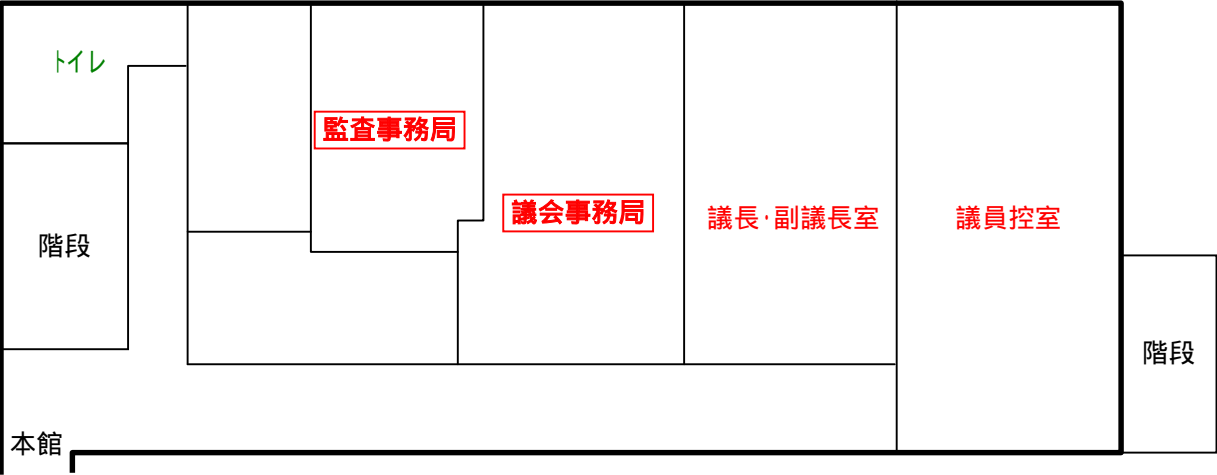 トイレ
監査事務局
議会事務局
議長・副議長室
議員控室
階段
階段
本館